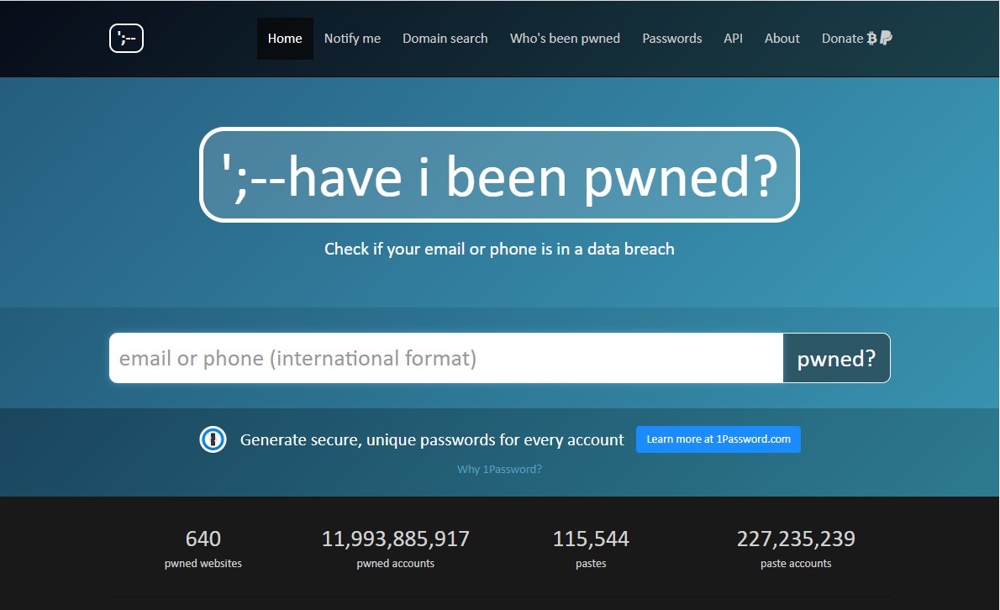 ';--
Home Notify me Domain search Who's been pwned Passwords API About Donate
';--have i been pwned?
Check if your email or phone is in a data breach
email or phone (international format) pwned?
Generate secure, unique passwords for every account Learn more at 1Password.com
Why 1Password?
640 11,993,885,917 115,544 227,235,239
pwned websites pwned accounts pastes paste accounts